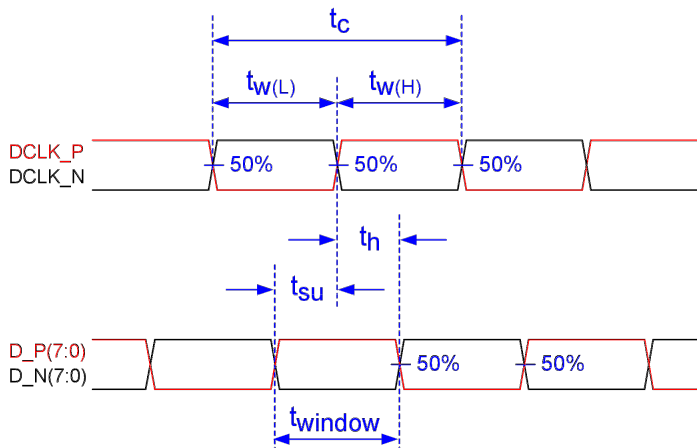 tc
tw(L) tw(H)
DCLK_P
DCLK_N
50% 50% 50%
th
tsu
D_P(7:0)
D_N(7:0)
50% 50%
twindow